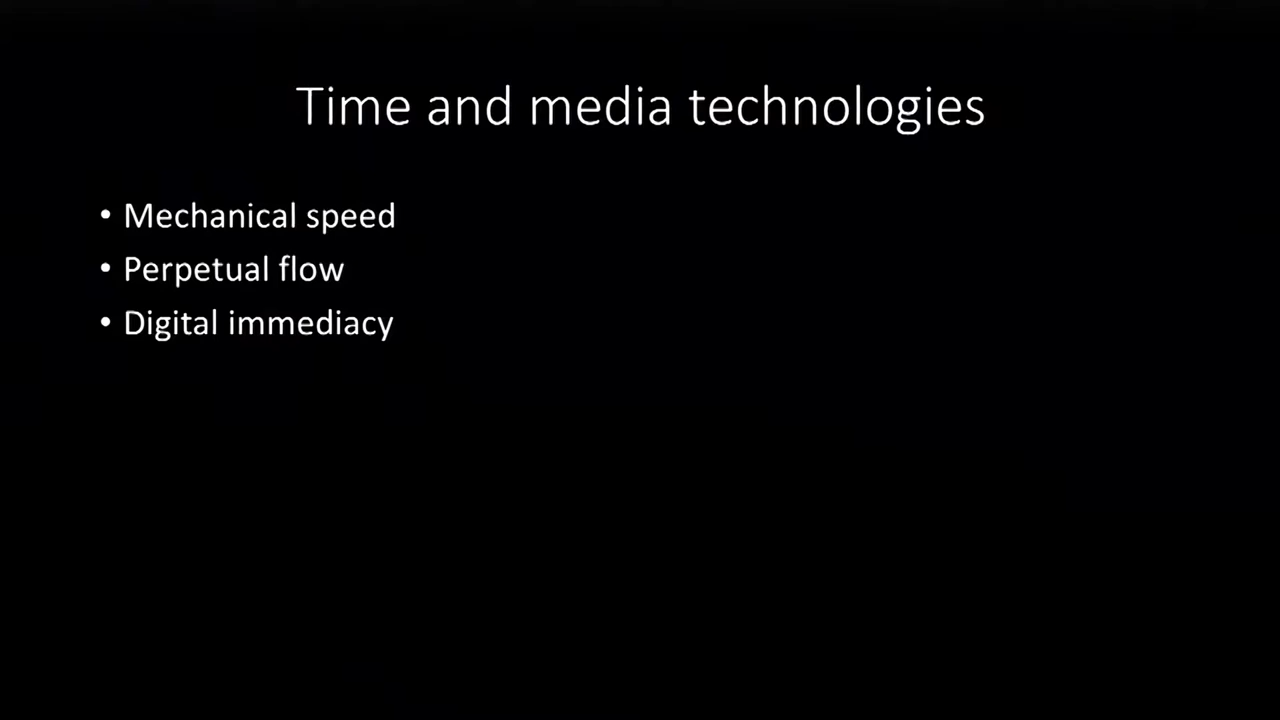 Time and media technologies
• Mechanical speed
• Perpetual flow
• Digital immediacy